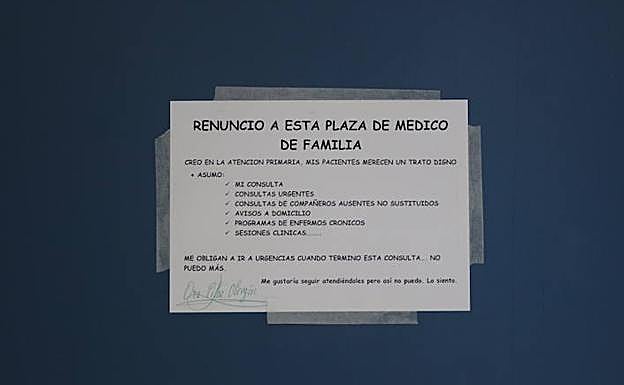 RENUNCIO A ESTA PLAZA DE MEDICO
DE FAMILIA
CREO EN LA ATENCION PRIMARIA, MIS PACIENTES MERECEN UN TRATO DIGNO
• ASUMO:
✓ MI CONSULTA
✓ CONSULTAS URGENTES
✓ CONSULTAS DE COMPAÑEROS AUSENTES NO SUSTITUIDOS
✓ AVISOS A DOMICILIO
✓ PROGRAMAS DE ENFERMOS CRONICOS
✓ SESIONES CLINICAS........
ME OBLIGAN A IR A URGENCIAS CUANDO TERMINO ESTA CONSULTA.... NO
PUEDO MÁS.
Me gustaría seguir atendiéndoles pero así no puedo. Lo siento.
Dra Pilar